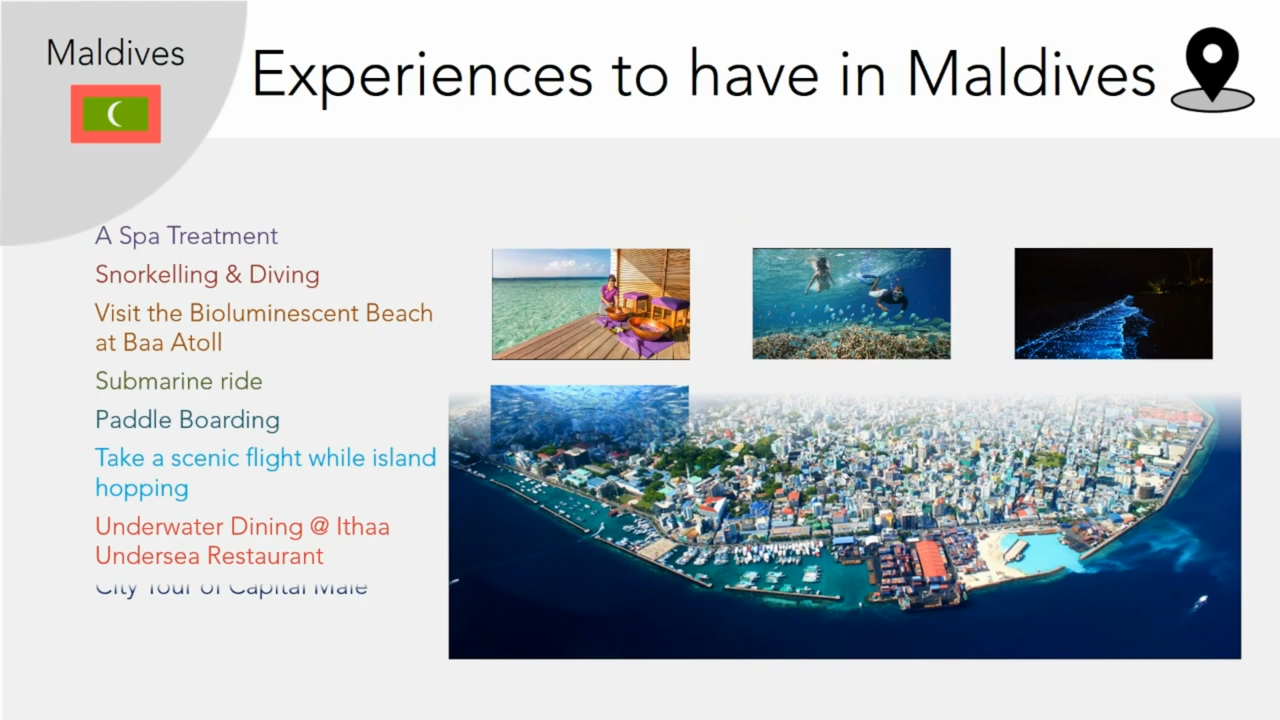 Maldives
Experiences to have in Maldives
A Spa Treatment
Snorkelling & Diving
Visit the Bioluminescent Beach
at Baa Atoll
Submarine ride
Paddle Boarding
Take a scenic flight while island
hopping
Underwater Dining @ Ithaa
Undersea Restaurant
City Tour of Capital Male